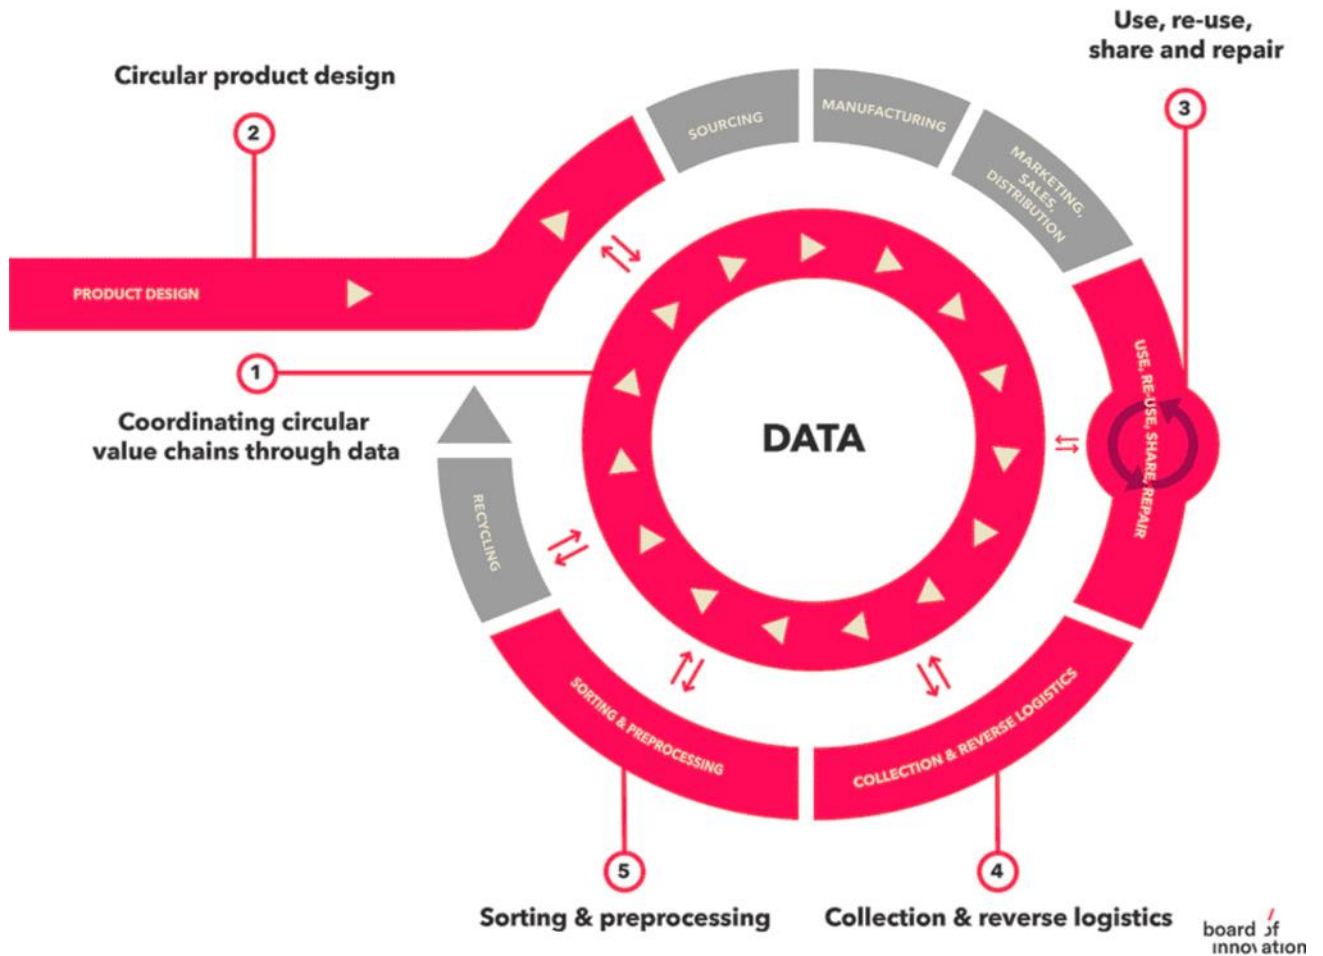 Use, re-use,
share and repair
3
Circular product design
2
SOURCING
MANUFACTURING
MARKETING,
SALES,
DISTRIBUTION
PRODUCT DESIGN
1
Coordinating circular
value chains through data
DATA
USE, RE-USE, SHARE, REPAIR
RECYCLING
SORTING & PREPROCESSING
COLLECTION & REVERSE LOGISTICS
5
4
Sorting & preprocessing
Collection & reverse logistics
board of
innovation